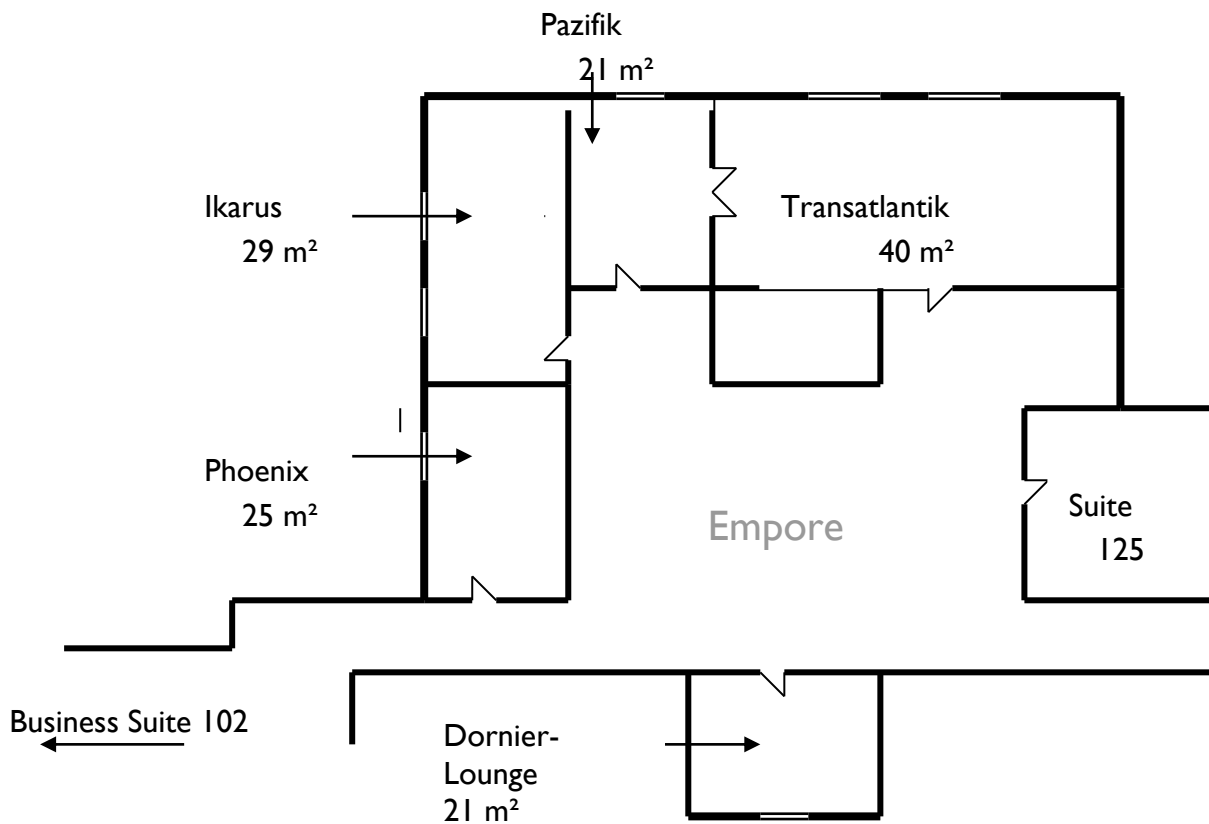 Pazifik
21 m²
Ikarus
29 m²
Transatlantik
40 m²
Phoenix
25 m²
Empore
Suite
125
Business Suite 102
Dornier-
Lounge
21 m²